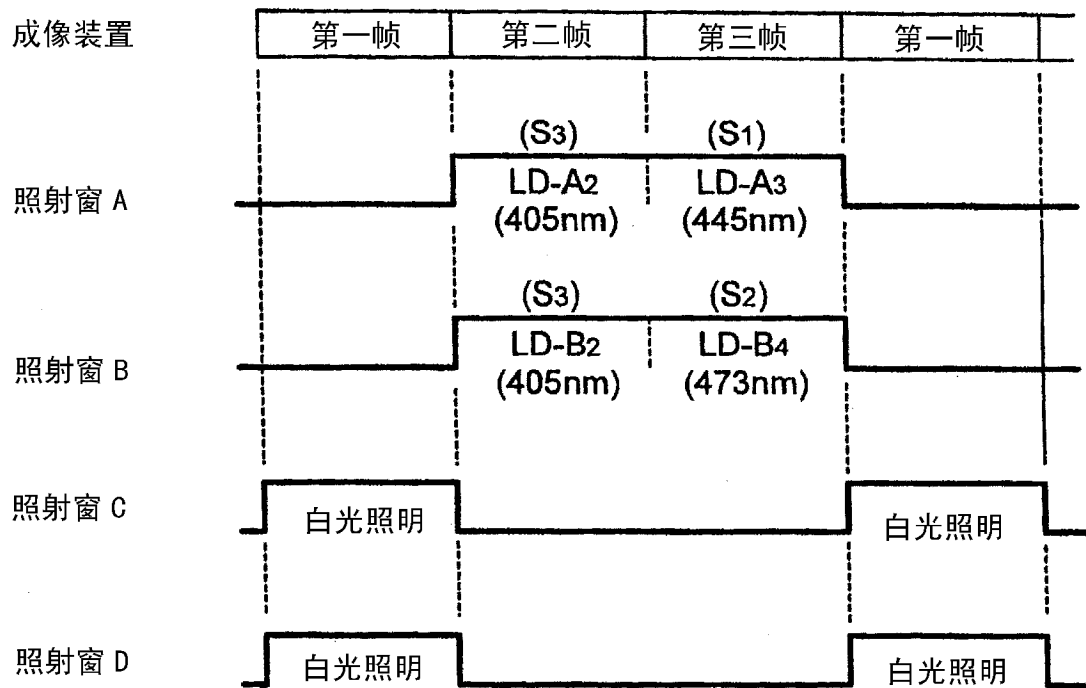 成像装置 第一帧 第二帧 第三帧 第一帧
(S3) (S1)
照射窗 A LD-A2 LD-A3
(405nm) (445nm)
(S3) (S2)
照射窗 B LD-B2 LD-B4
(405nm) (473nm)
照射窗 C 白光照明 白光照明
照射窗 D 白光照明 白光照明